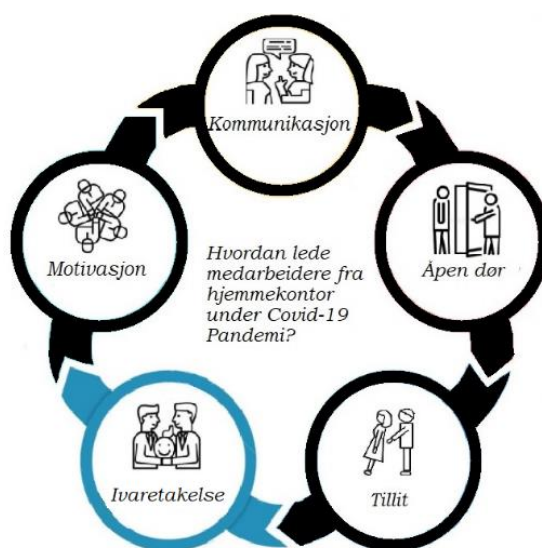 Kommunikasjon
Åpen dør
Tillit
Ivaretakelse
Motivasjon
Hvordan lede
medarbeidere fra
hjemmekontor
under Covid-19
Pandemi?